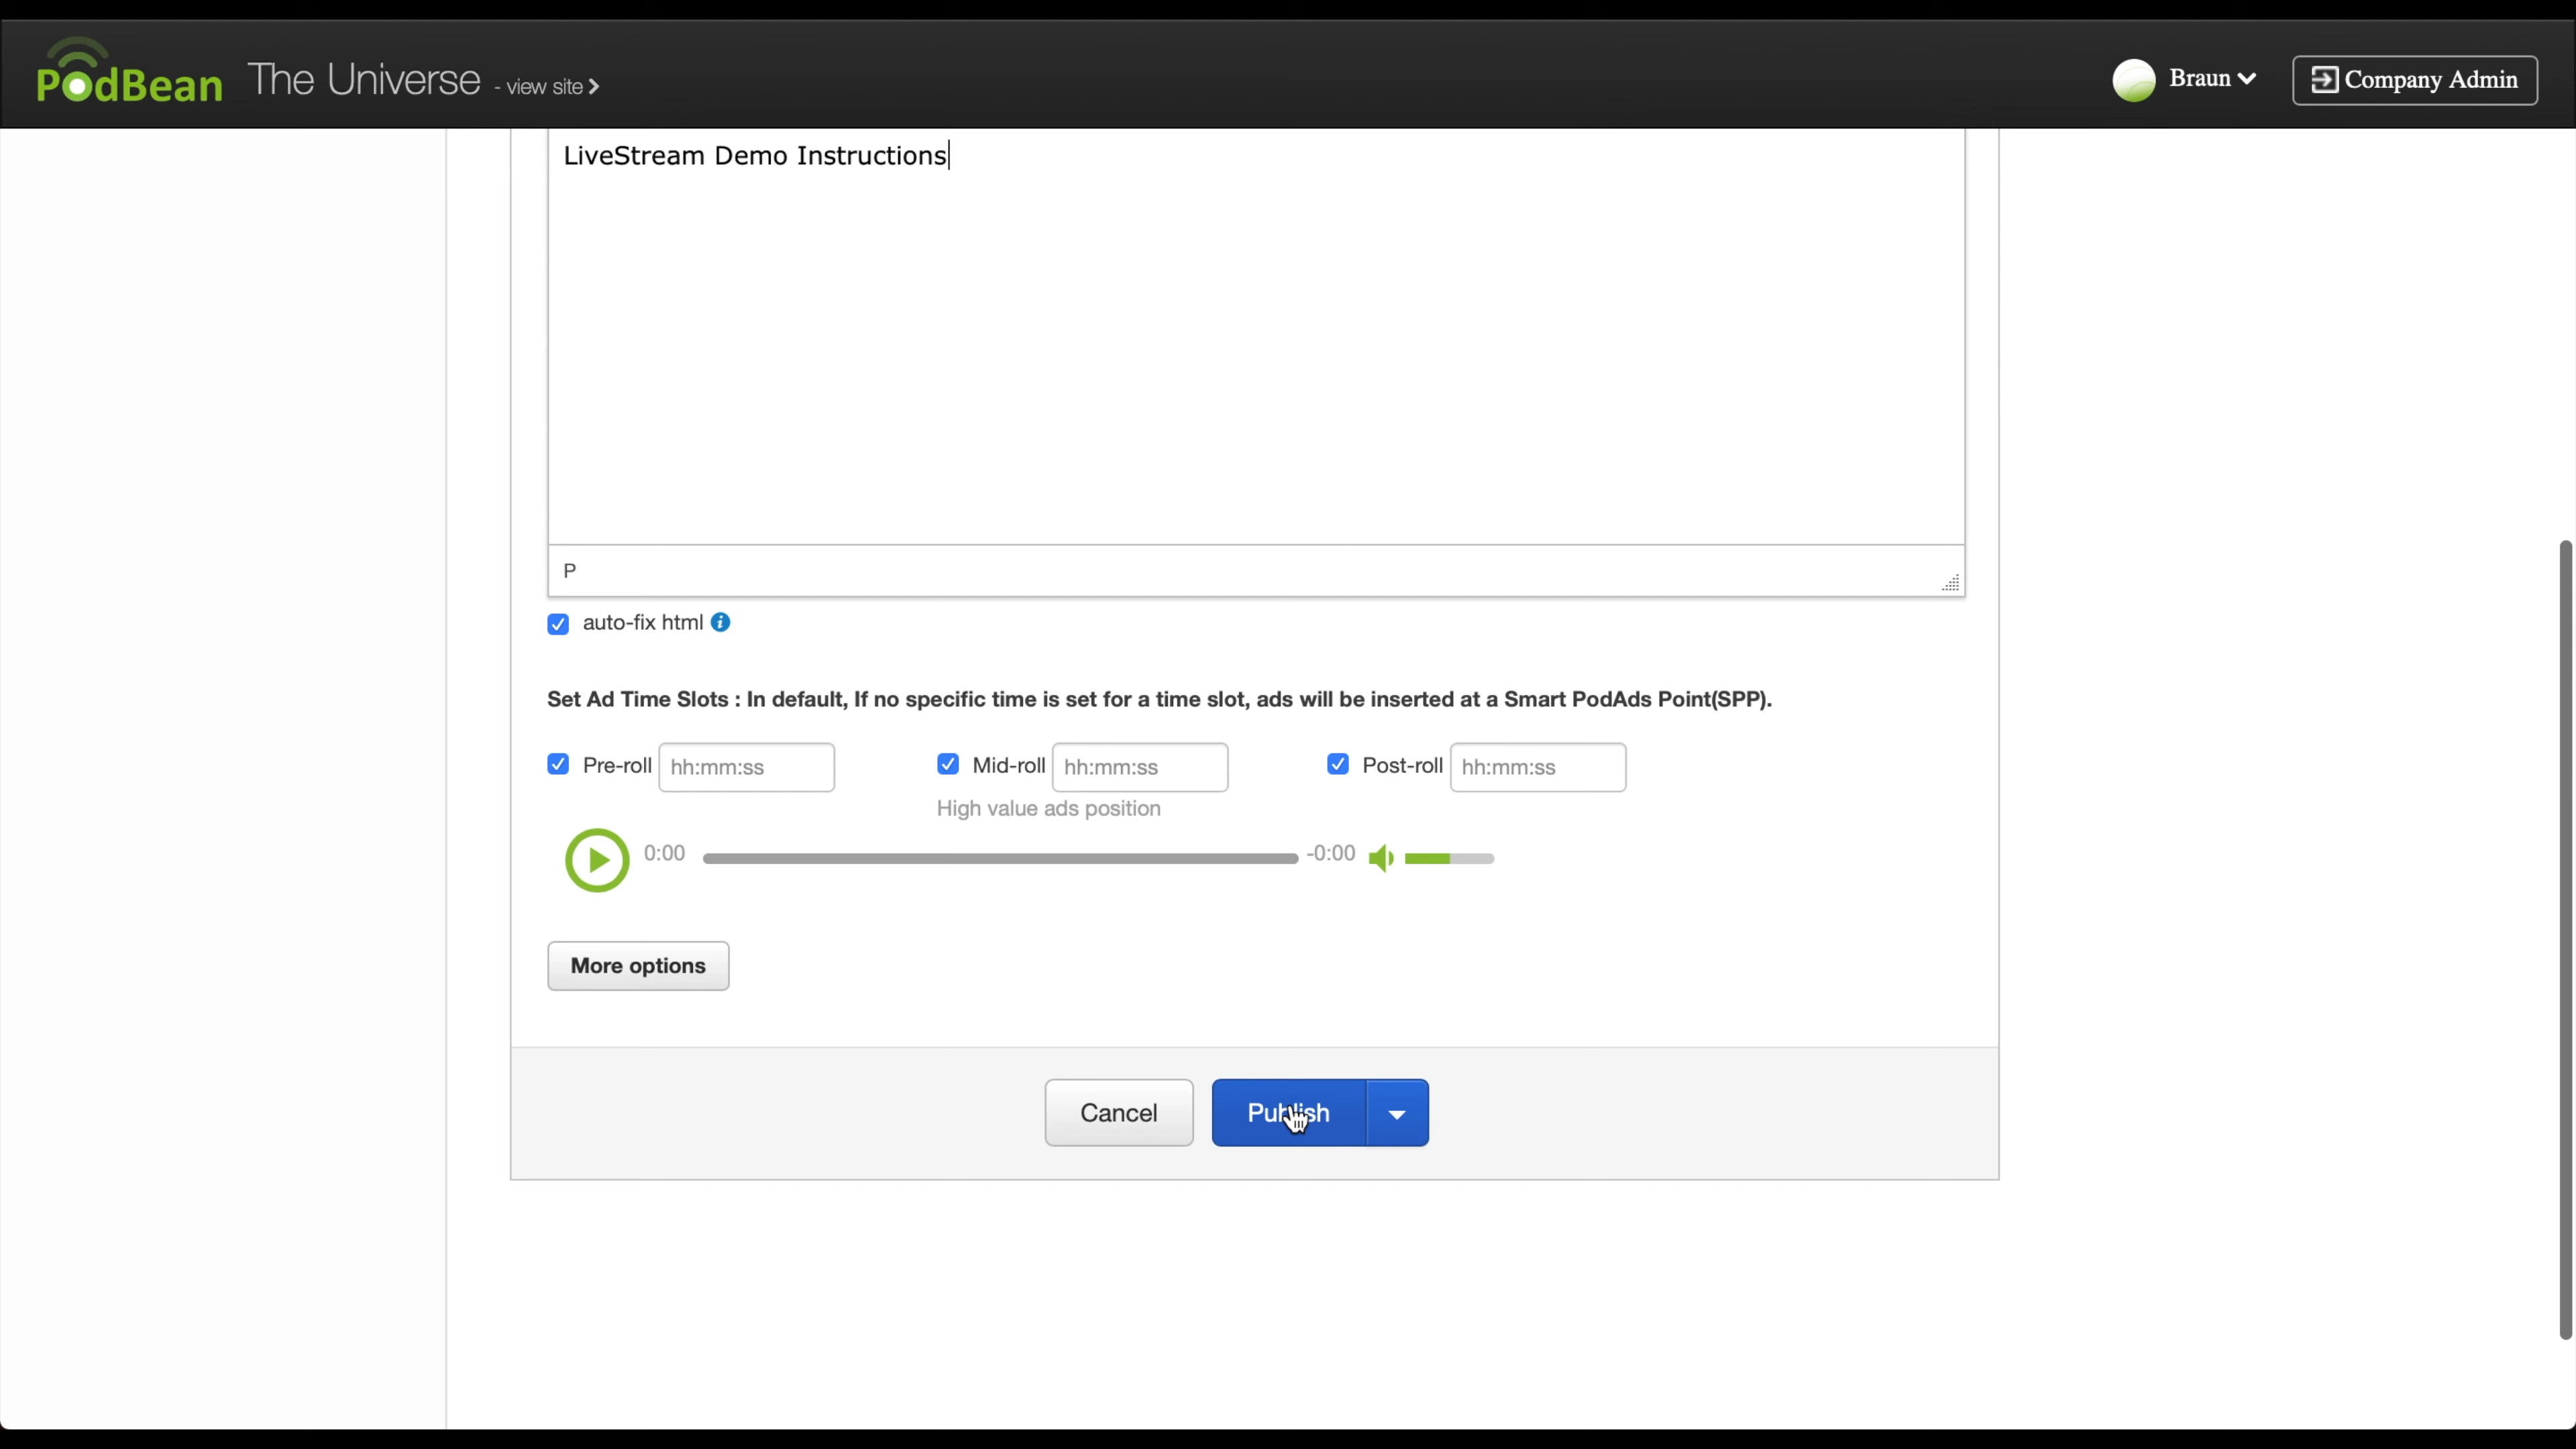 PodBean The Universe - view site Braun Company Admin
LiveStream Demo Instructions
P
auto-fix html
Set Ad Time Slots : In default, If no specific time is set for a time slot, ads will be inserted at a Smart PodAds Point(SPP).
Pre-roll hh:mm:ss Mid-roll hh:mm:ss Post-roll hh:mm:ss
High value ads position
0:00 -0:00
More options
Cancel Publish